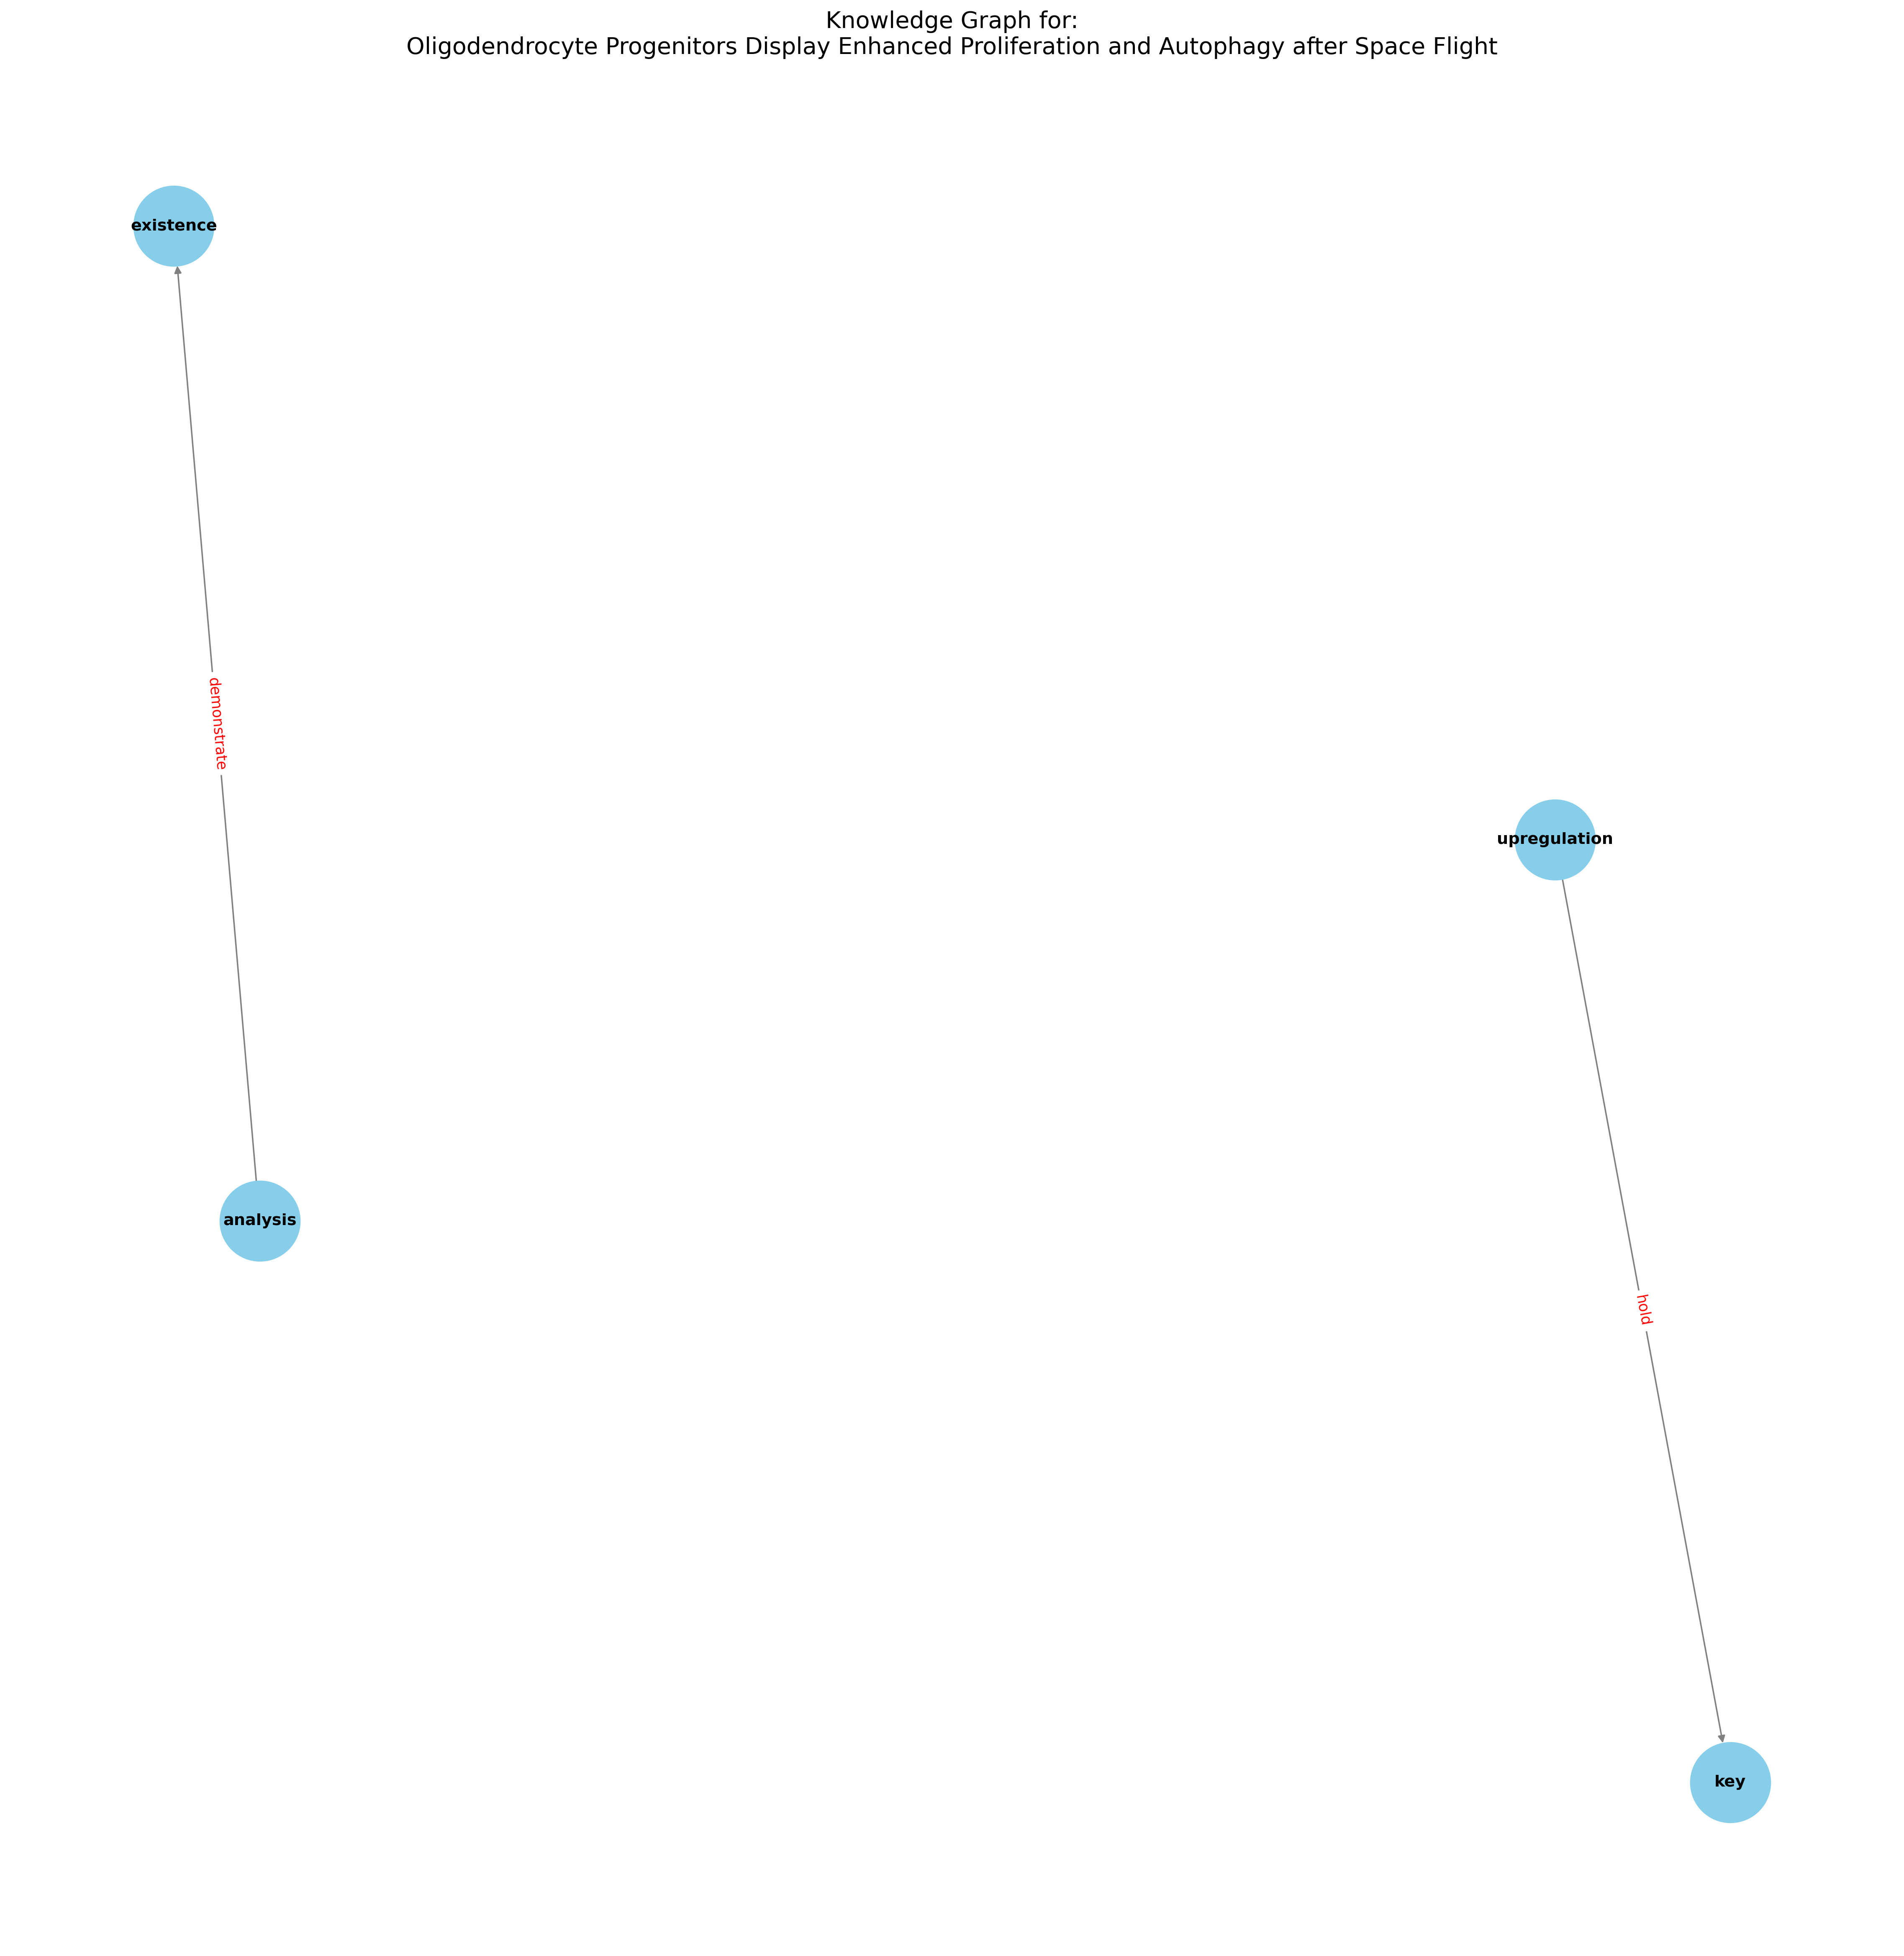 Knowledge Graph for:
Oligodendrocyte Progenitors Display Enhanced Proliferation and Autophagy after Space Flight
existence
demonstrate
upregulation
analysis
hold
key